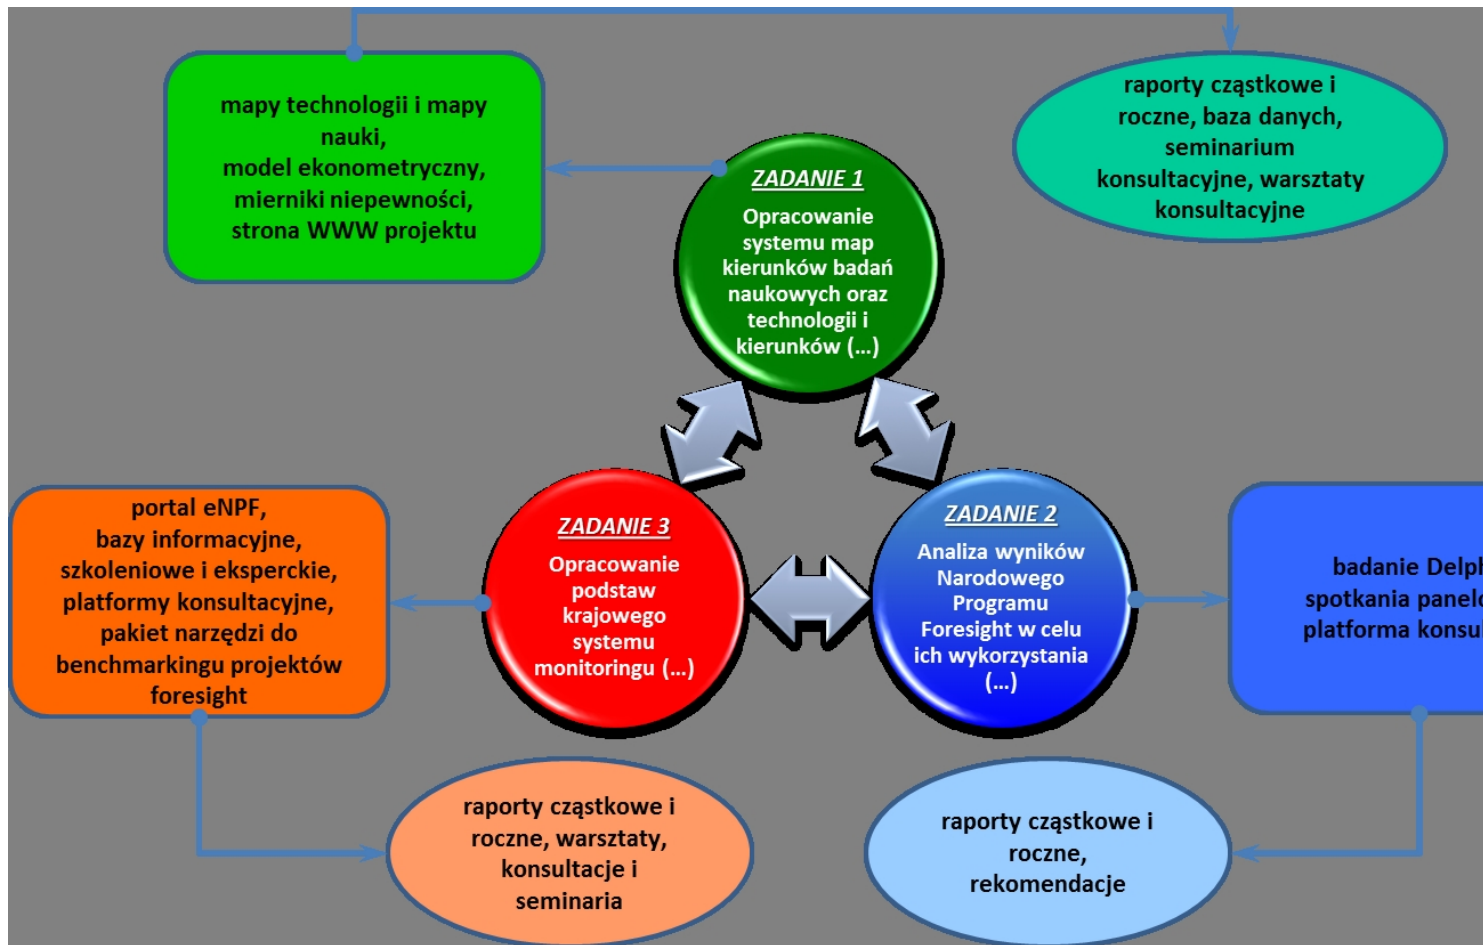 mapy technologii i mapy
nauki,
model ekonometryczny,
mierniki niepewności,
strona WWW projektu
raporty cząstkowe i
roczne, baza danych,
seminarium
konsultacyjne, warsztaty
konsultacyjne
ZADANIE 1
Opracowanie
systemu map
kierunków badań
naukowych oraz
technologii i
kierunków (...)
portal eNPF,
bazy informacyjne,
szkoleniowe i eksperckie,
platformy konsultacyjne,
pakiet narzędzi do
benchmarkingu projektów
foresight
ZADANIE 3
Opracowanie
podstaw
krajowego
systemu
monitoringu (...)
ZADANIE 2
Analiza wyników
Narodowego
Programu
Foresight w celu
ich wykorzystania
(...)
badanie
spotkania
platforma
raporty cząstkowe i
roczne, warsztaty,
konsultacje i
seminaria
raporty cząstkowe i
roczne,
rekomendacje